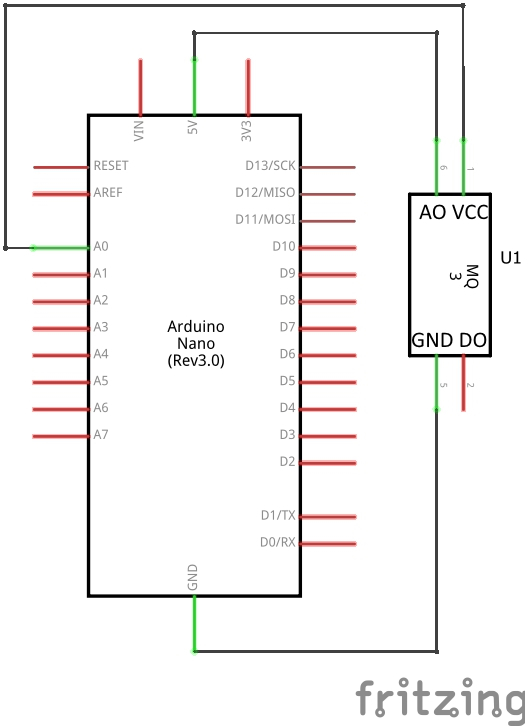 VIN
5V
3V3
RESET
AREF
A0
A1
A2
A3
A4
A5
A6
A7
Arduino
Nano
(Rev3.0)
D13/SCK
D12/MISO
D11/MOSI
D10
D9
D8
D7
D6
D5
D4
D3
D2
D1/TX
D0/RX
GND
6
1
AO VCC
MQ
3
U1
GND DO
5
2
fritzing